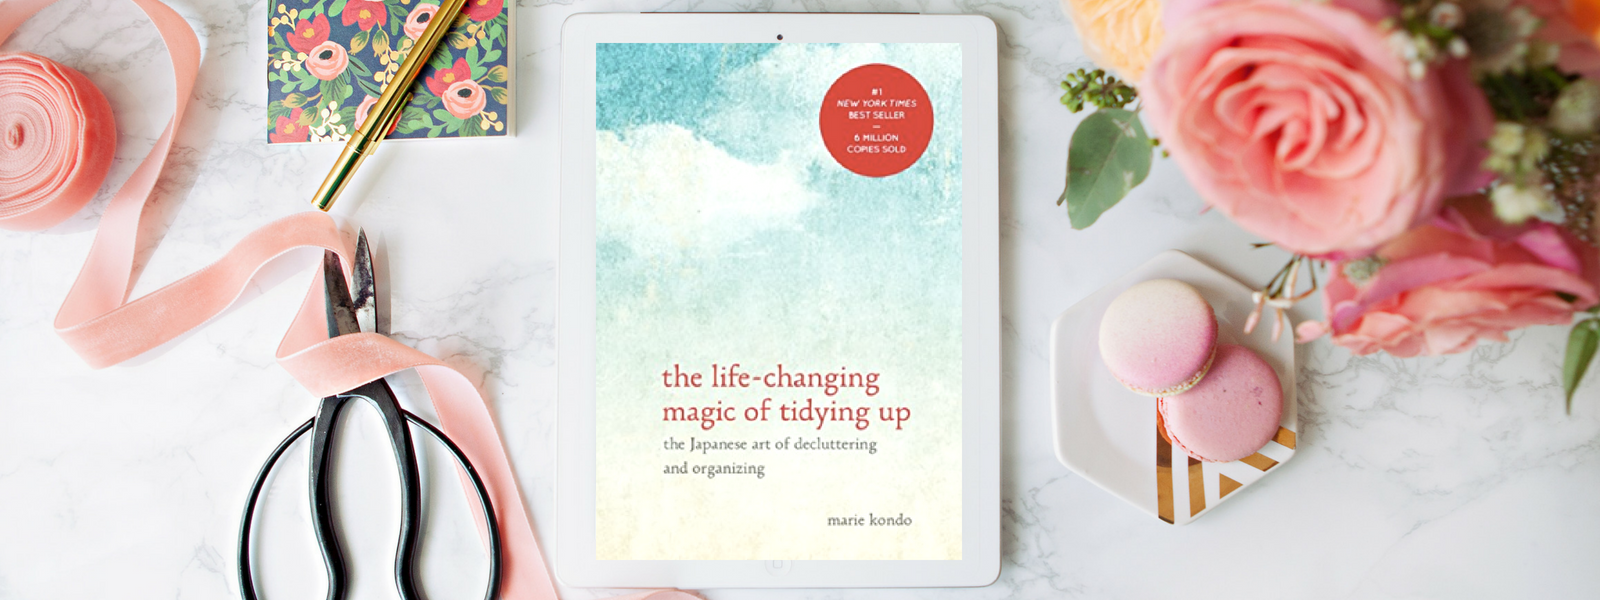 #1
NEW YORK TIMES
BEST SELLER
—
6 MILLION
COPIES SOLD
the life-changing
magic of tidying up
the Japanese art of decluttering
and organizing
marie kondo